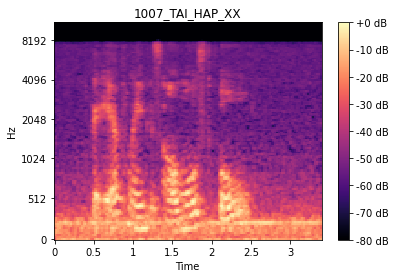 1007_TAI_HAP_XX
Hz
8192
4096
2048
1024
512
0
0
0.5
1
1.5
2
2.5
3
Time
+0 dB
-10 dB
-20 dB
-30 dB
-40 dB
-50 dB
-60 dB
-70 dB
-80 dB